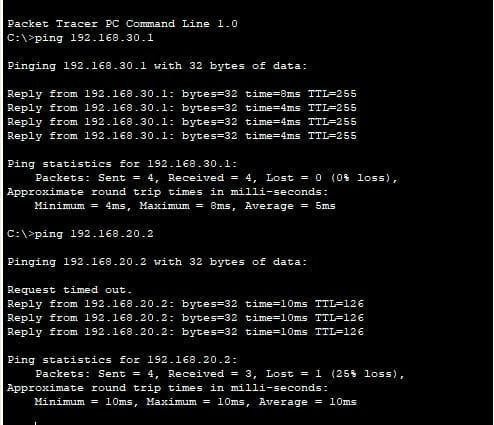 Packet Tracer PC Command Line 1.0
C:\>ping 192.168.30.1
Pinging 192.168.30.1 with 32 bytes of data:
Reply from 192.168.30.1: bytes=32 time=8ms TTL=255
Reply from 192.168.30.1: bytes=32 time=4ms TTL=255
Reply from 192.168.30.1: bytes=32 time=4ms TTL=255
Reply from 192.168.30.1: bytes=32 time=4ms TTL=255
Ping statistics for 192.168.30.1:
Packets: Sent = 4, Received = 4, Lost = 0 (0% loss),
Approximate round trip times in milli-seconds:
Minimum = 4ms, Maximum = 8ms, Average = 5ms
C:\>ping 192.168.20.2
Pinging 192.168.20.2 with 32 bytes of data:
Request timed out.
Reply from 192.168.20.2: bytes=32 time=10ms TTL=126
Reply from 192.168.20.2: bytes=32 time=10ms TTL=126
Reply from 192.168.20.2: bytes=32 time=10ms TTL=126
Ping statistics for 192.168.20.2:
Packets: Sent = 4, Received = 3, Lost = 1 (25% loss),
Approximate round trip times in milli-seconds:
Minimum = 10ms, Maximum = 10ms, Average = 10ms